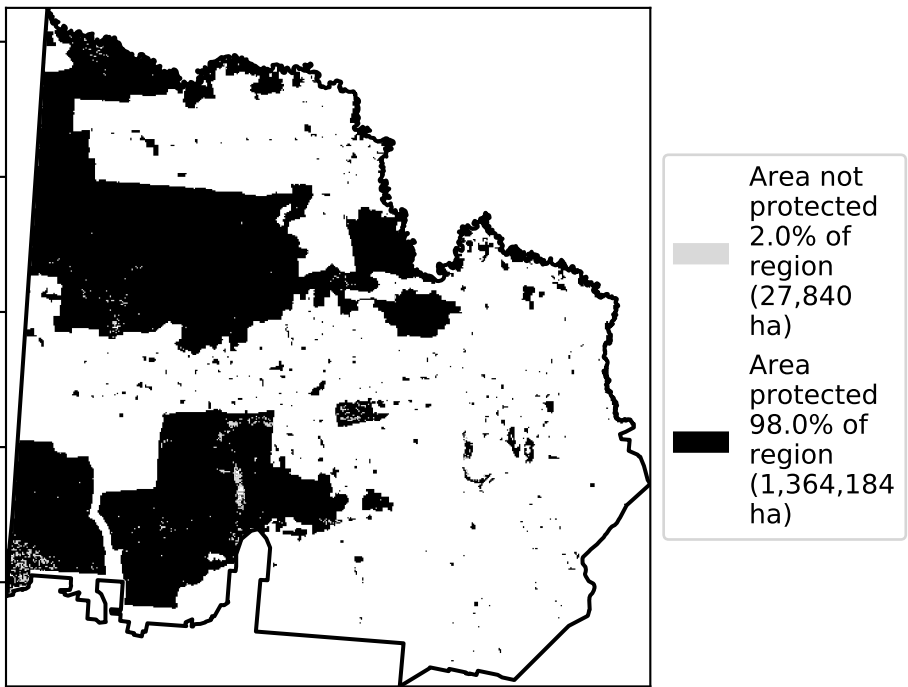 Area not
protected
2.0% of
region
(27,840
ha)
Area
protected
98.0% of
region
(1,364,184
ha)